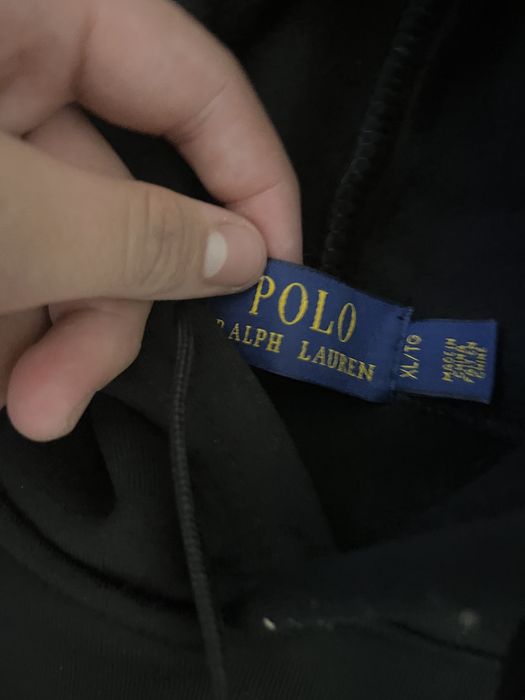 POLO
RALPH LAUREN
XL/TG
MADE IN
CHINA